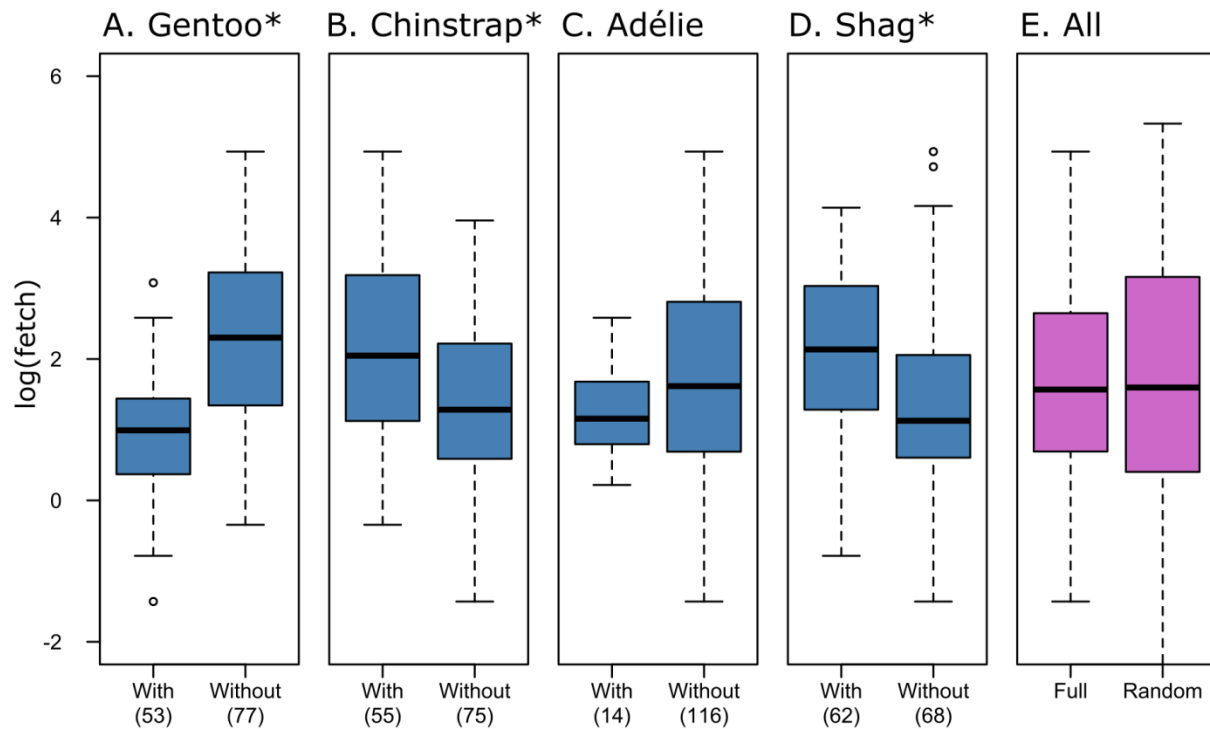 A. Gentoo* B. Chinstrap* C. Adélie D. Shag* E. All
6
4
2
0
-2
log(fetch)
With Without With Without With Without With Without Full Random
(53) (77) (55) (75) (14) (116) (62) (68)